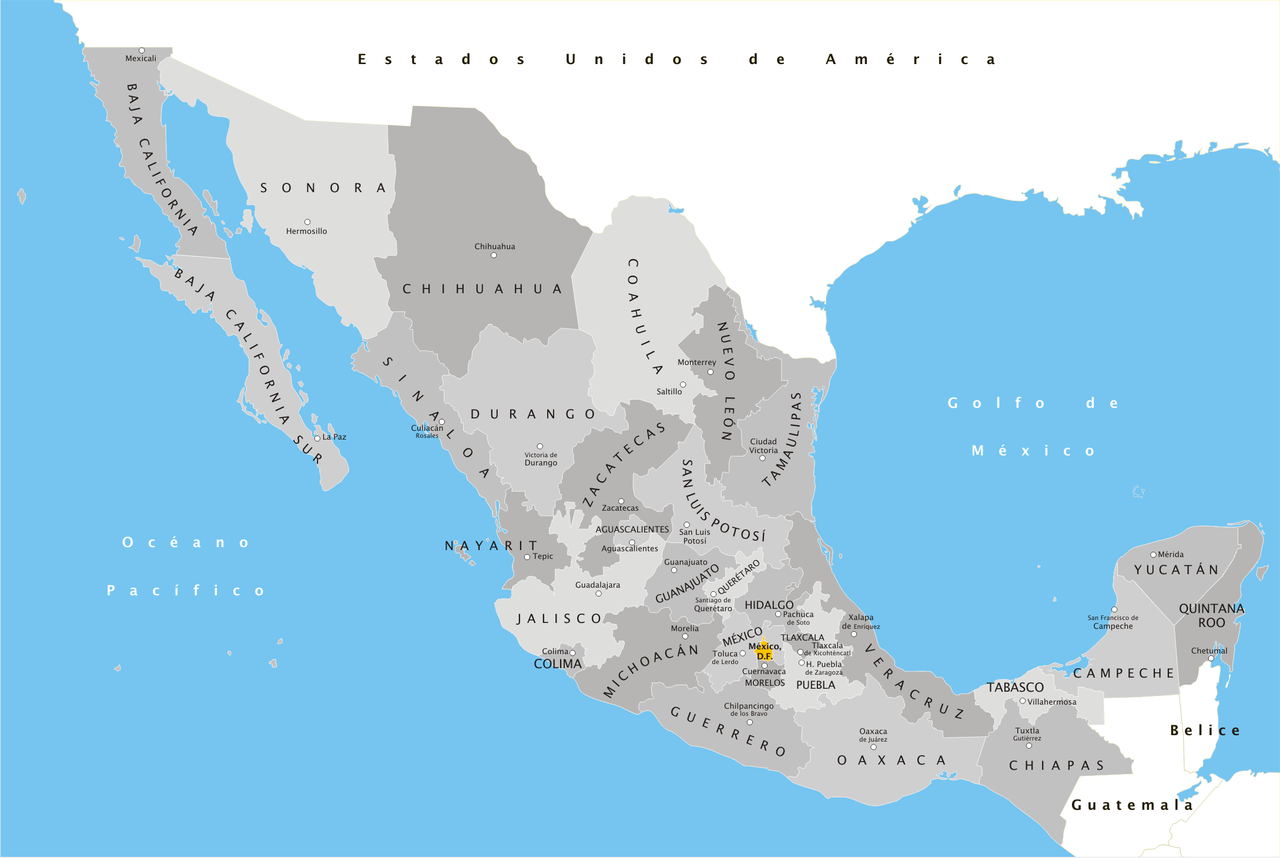 Estados Unidos de América
Mexicali
BAJA CALIFORNIA
SONORA
Hermosillo
Chihuahua
CHIHUAHUA
COAHUILA
BAJA CALIFORNIA SUR
La Paz
SINALOA
Culiacán
Rosales
DURANGO
Victoria de
Durango
NUEVO LEÓN
Monterrey
Saltillo
TAMAULIPAS
Ciudad
Victoria
Golfo de
México
ZACATECAS
Zacatecas
SAN LUIS POTOSÍ
San Luis
Potosí
AGUASCALIENTES
Aguascalientes
NAYARIT
Tepic
Océano
Pacífico
Guadalajara
JALISCO
Guanajuato
GUANAJUATO
QUERÉTARO
Santiago de
Querétaro
HIDALGO
Pachuca
de Soto
Colima
COLIMA
Morelia
MICHOACÁN
MÉXICO
Toluca
de Lerdo
México,
D.F.
TLAXCALA
Tlaxcala
de Xicohténcatl
Cuernavaca
MORELOS
H. Puebla
de Zaragoza
PUEBLA
Xalapa
de Enriquez
VERACRUZ
Chilpancingo
de los Bravo
GUERRERO
Oaxaca
de Juárez
OAXACA
TABASCO
Villahermosa
Tuxtla
Gutiérrez
CHIAPAS
Mérida
YUCATÁN
San Francisco de
Campeche
CAMPECHE
QUINTANA
ROO
Chetumal
Belice
Guatemala